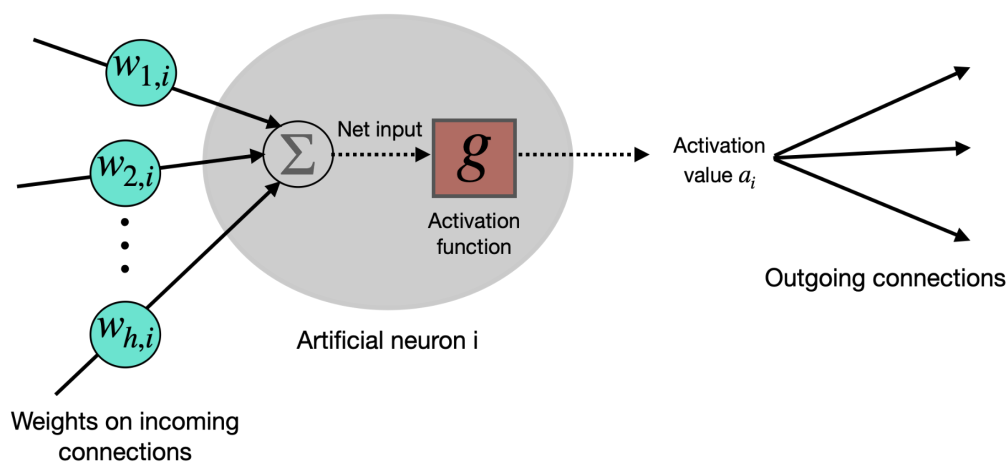 w1,i
w2,i
wh,i
Σ
Net input
g
Activation
function
Activation
value ai
Outgoing connections
Artificial neuron i
Weights on incoming
connections